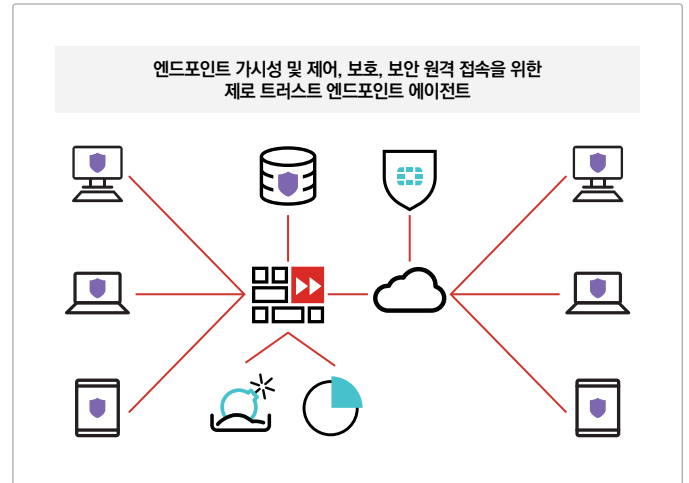 엔드포인트 가시성 및 제어, 보호, 보안 원격 접속을 위한
제로 트러스트 엔드포인트 에이전트